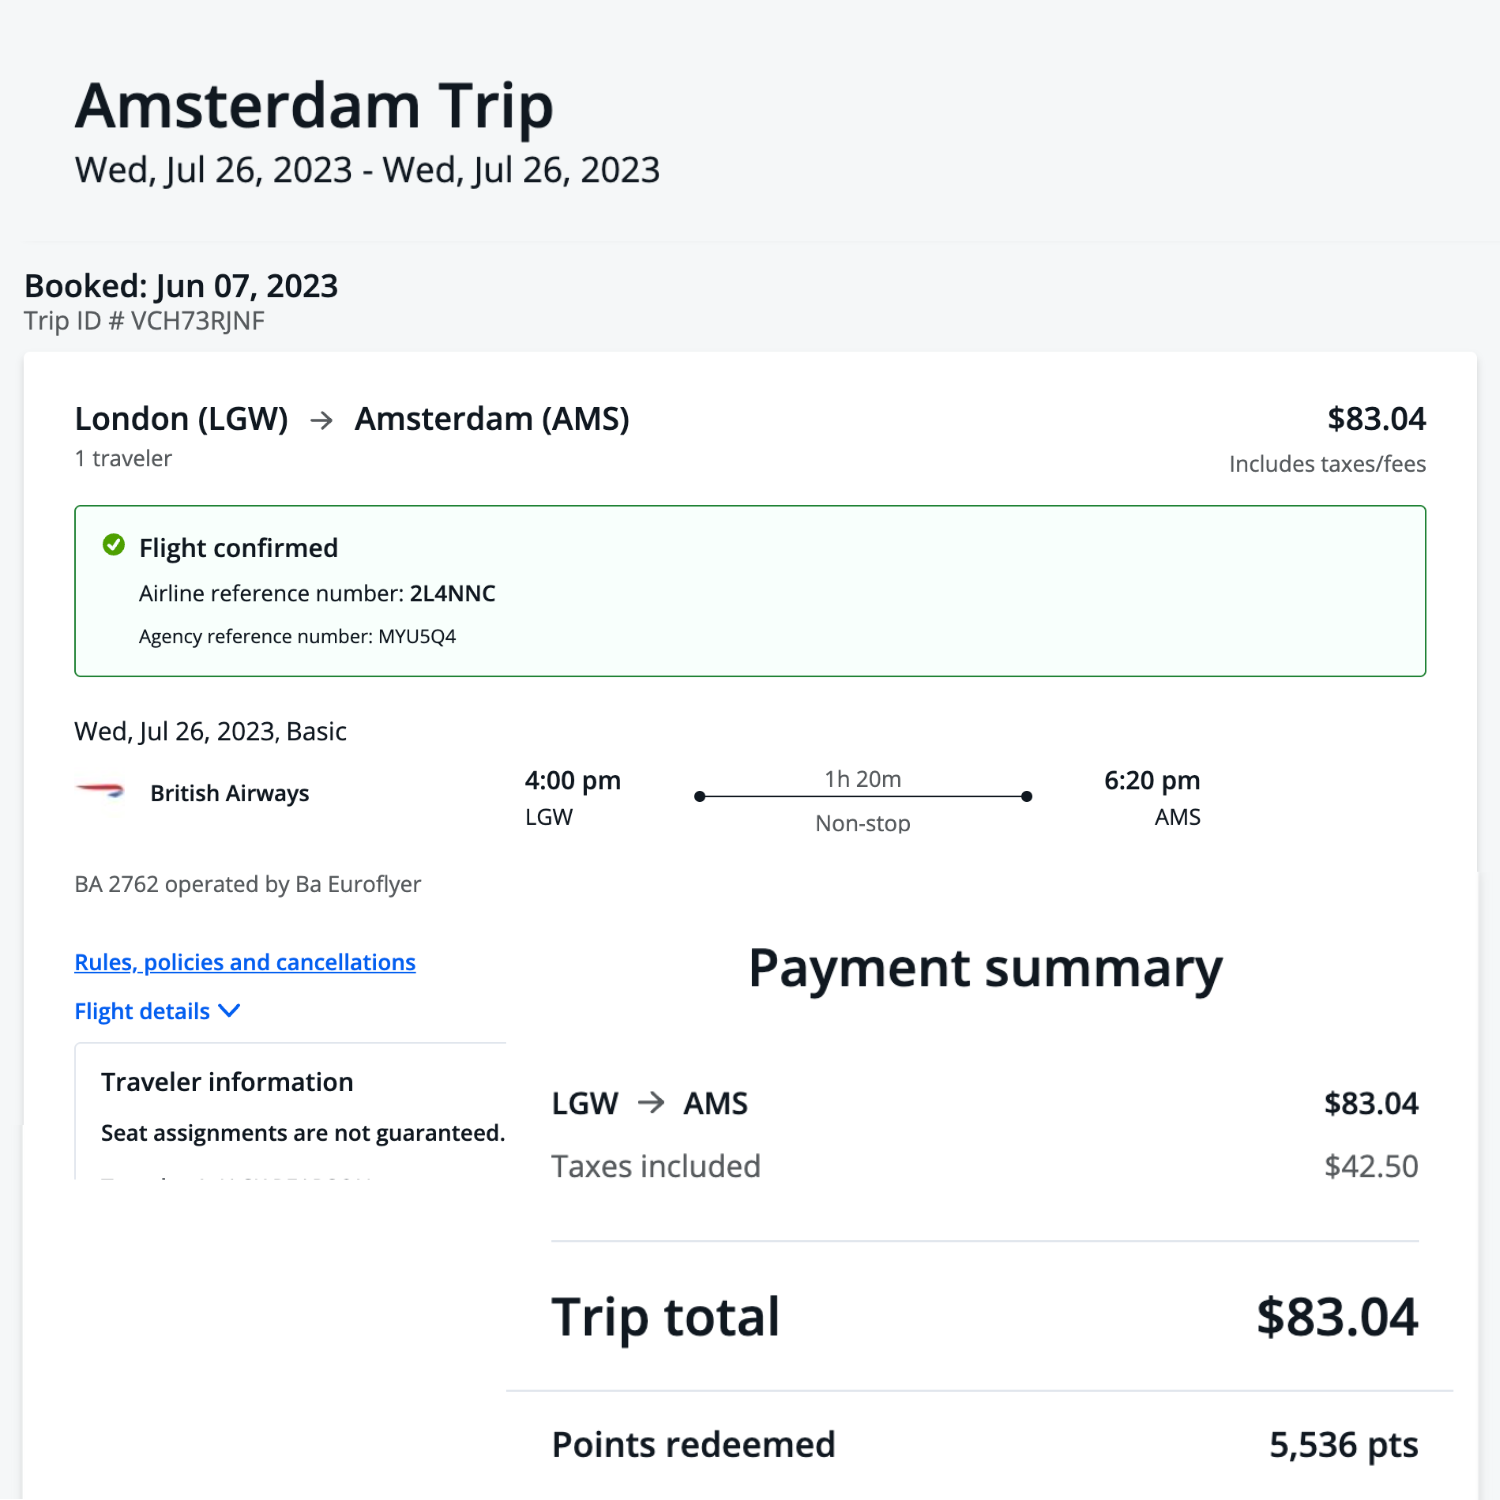 Amsterdam Trip
Wed, Jul 26, 2023 - Wed, Jul 26, 2023
Booked: Jun 07, 2023
Trip ID # VCH73RJNF
London (LGW) → Amsterdam (AMS) $83.04
1 traveler Includes taxes/fees
Flight confirmed
Airline reference number: 2L4NNC
Agency reference number: MYU5Q4
Wed, Jul 26, 2023, Basic
British Airways
4:00 pm 1h 20m 6:20 pm
LGW Non-stop AMS
BA 2762 operated by Ba Euroflyer
Rules, policies and cancellations
Flight details
Traveler information
Seat assignments are not guaranteed.
Payment summary
LGW → AMS $83.04
Taxes included $42.50
Trip total $83.04
Points redeemed 5,536 pts